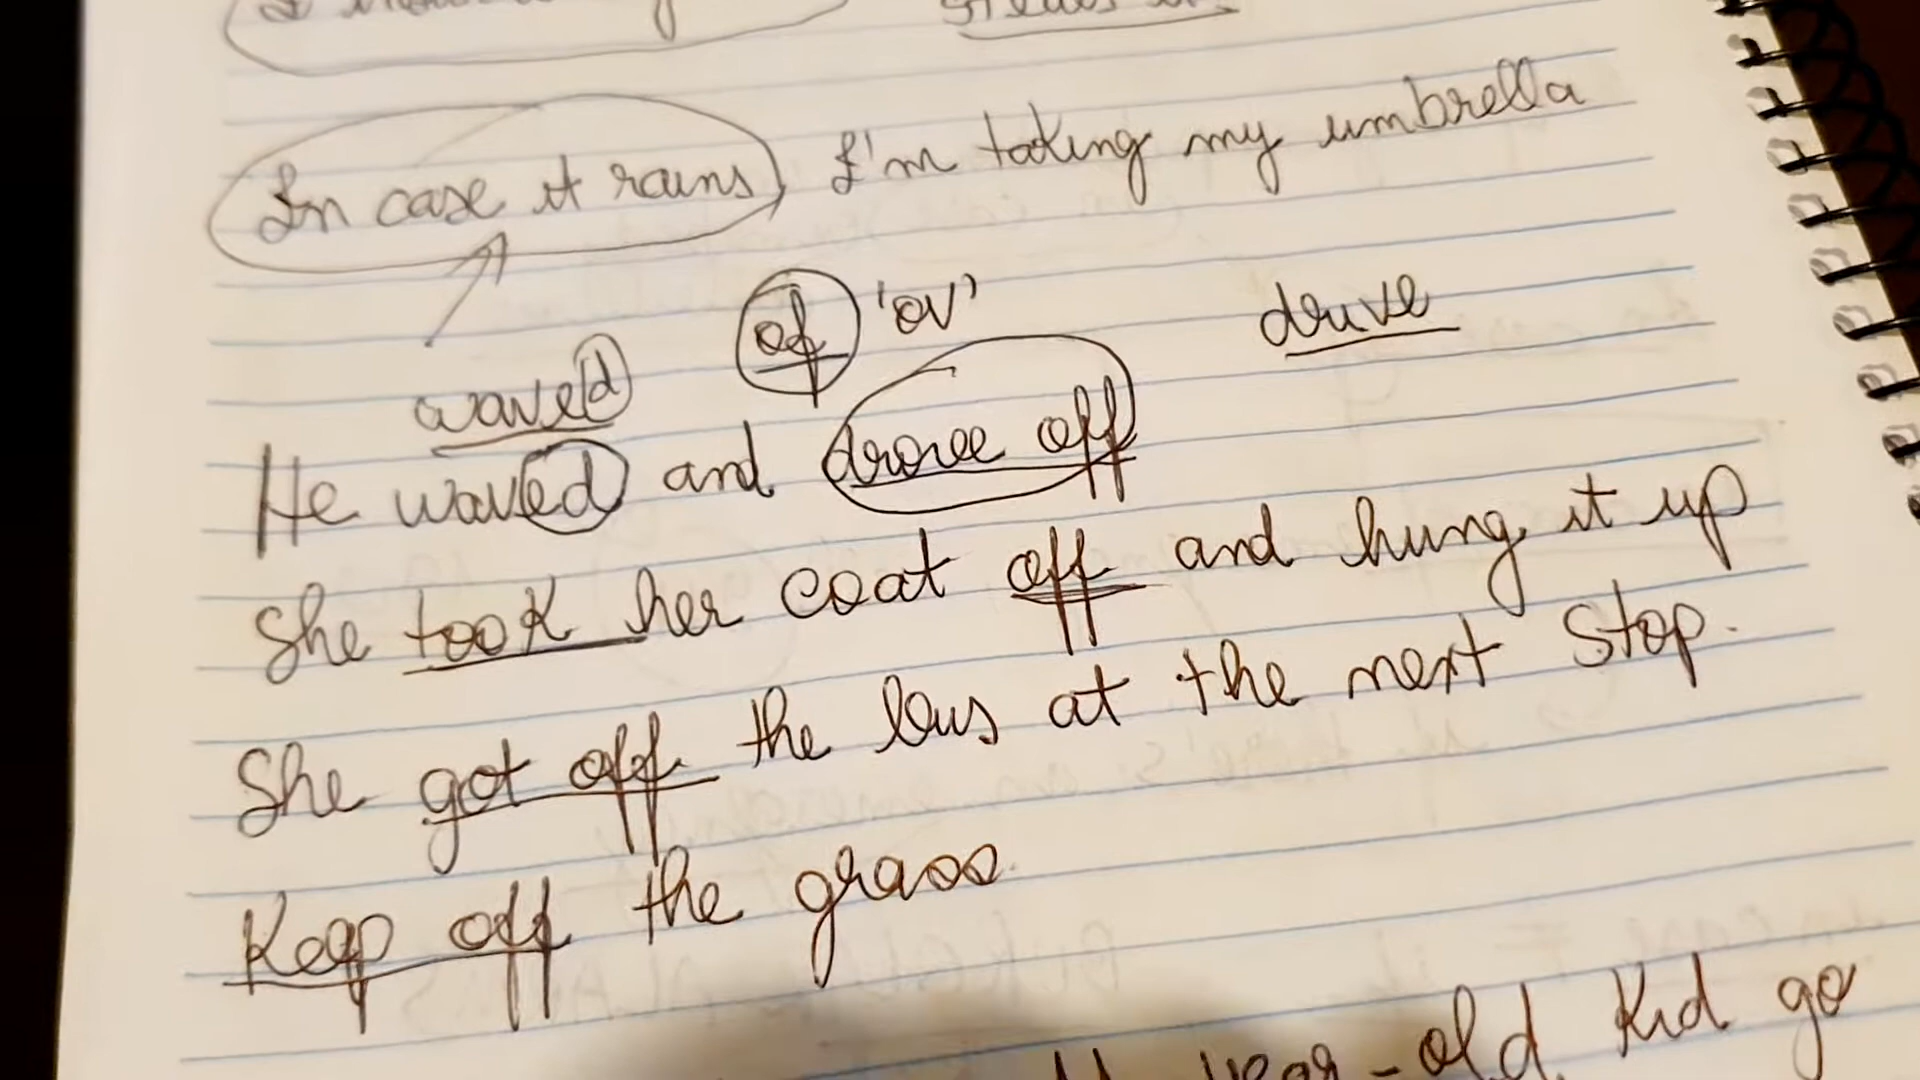 In case it rains, I'm taking my umbrella
of 'ov' drive
waved
He waved and drove off
She took her coat off and hung it up
She got off the bus at the next stop.
Keep off the grass.
year-old kid go